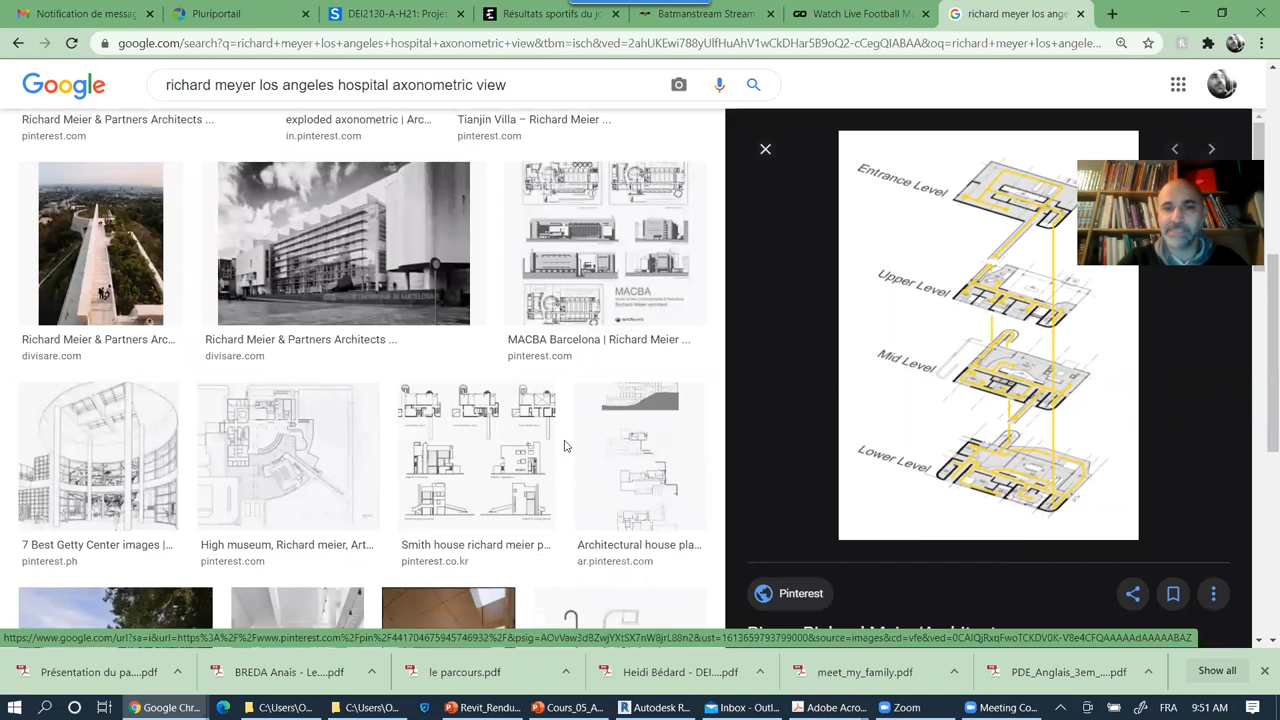 Nouveaux messag
Pluriportail
DEI2130-A-H21: Proje
Résultats sportifs du jo
Batmanstream Stream
Watch Live Football Ma
richard meyer los ange
google.com/search?q=richard+meyer+los+angeles+hospital+axonometric+view&tbm=isch&ved=2ahUKEwi788yUlfHuAhV1wCkDHar5B9oQ2-cCegQIABAA&oq=richard+meyer+los+angele...
Google
richard meyer los angeles hospital axonometric view
Richard Meier & Partners Architects ...
exploded axonometric | Arc...
Tianjin Villa – Richard Meier ...
pinterest.com
in.pinterest.com
pinterest.com
MACBA
Richard Meier & Partners Arc...
Richard Meier & Partners Architects ...
MACBA Barcelona | Richard Meier ...
divisare.com
divisare.com
pinterest.com
7 Best Getty Center images |...
High museum, Richard meier, Art...
Smith house richard meier p...
Architectural house pla...
pinterest.ph
pinterest.com
pinterest.co.kr
ar.pinterest.com
Entrance Level
Upper Level
Mid Level
Lower Level
Pinterest
Présentation du pa....pdf
BREDA Anais - Le....pdf
le parcours.pdf
Heidi Bédard - DEI....pdf
meet_my_family.pdf
PDE_Anglais_3em_....pdf
Show all
Google Chro...
C:\Users\O...
C:\Users\O...
Revit_Rendu...
Cours_05_A...
Autodesk R...
Inbox - Outl...
Adobe Acro...
Zoom
Meeting Co...
FR
9:51 AM